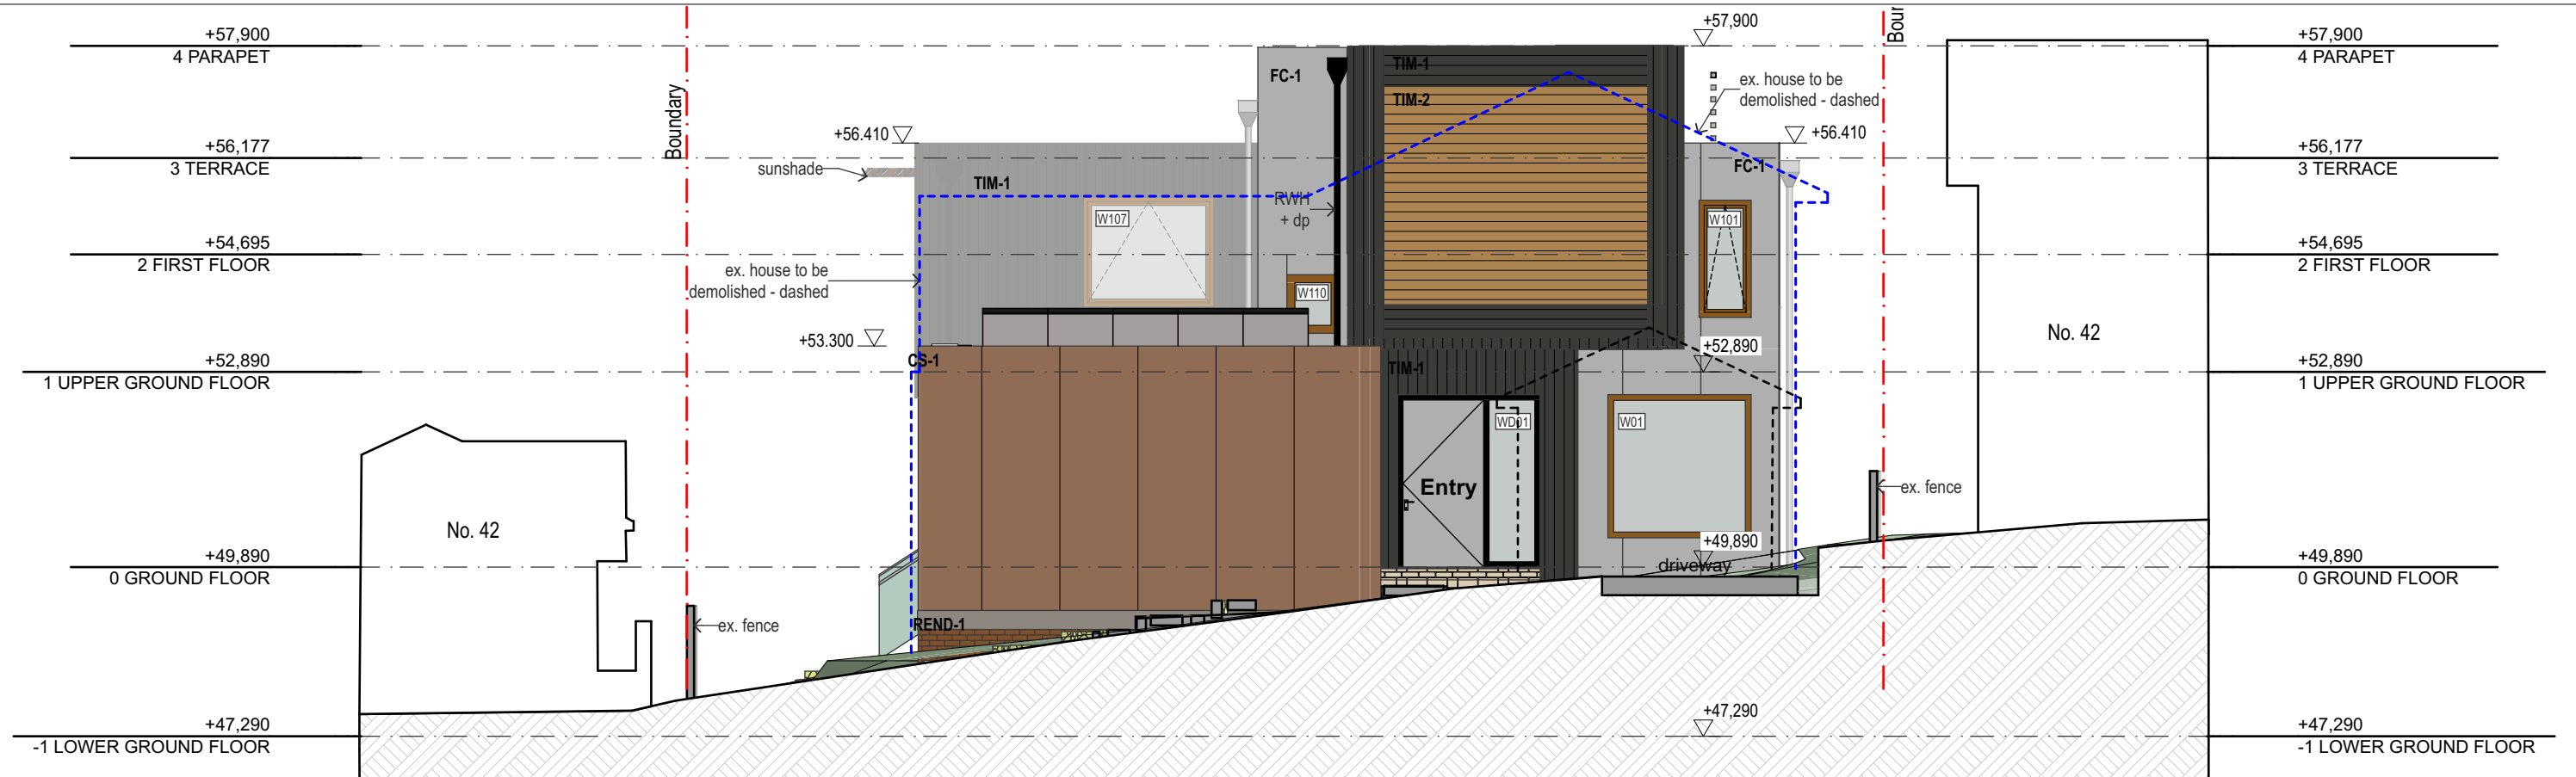 +57,900
4 PARAPET
+56,177
3 TERRACE
+54,695
2 FIRST FLOOR
+52,890
1 UPPER GROUND FLOOR
+49,890
0 GROUND FLOOR
+47,290
-1 LOWER GROUND FLOOR
No. 42
Boundary
ex. fence
sunshade
+56.410
ex. house to be
demolished - dashed
+53.300
TIM-1
W107
CS-1
REND-1
FC-1
RWH
+ dp
W110
TIM-1
TIM-2
TIM-1
Entry
WD01
W01
+57,900
ex. house to be
demolished - dashed
+56.410
FC-1
W101
+52,890
+49,890
driveway
+47,290
ex. fence
No. 42
+57,900
4 PARAPET
+56,177
3 TERRACE
+54,695
2 FIRST FLOOR
+52,890
1 UPPER GROUND FLOOR
+49,890
0 GROUND FLOOR
+47,290
-1 LOWER GROUND FLOOR